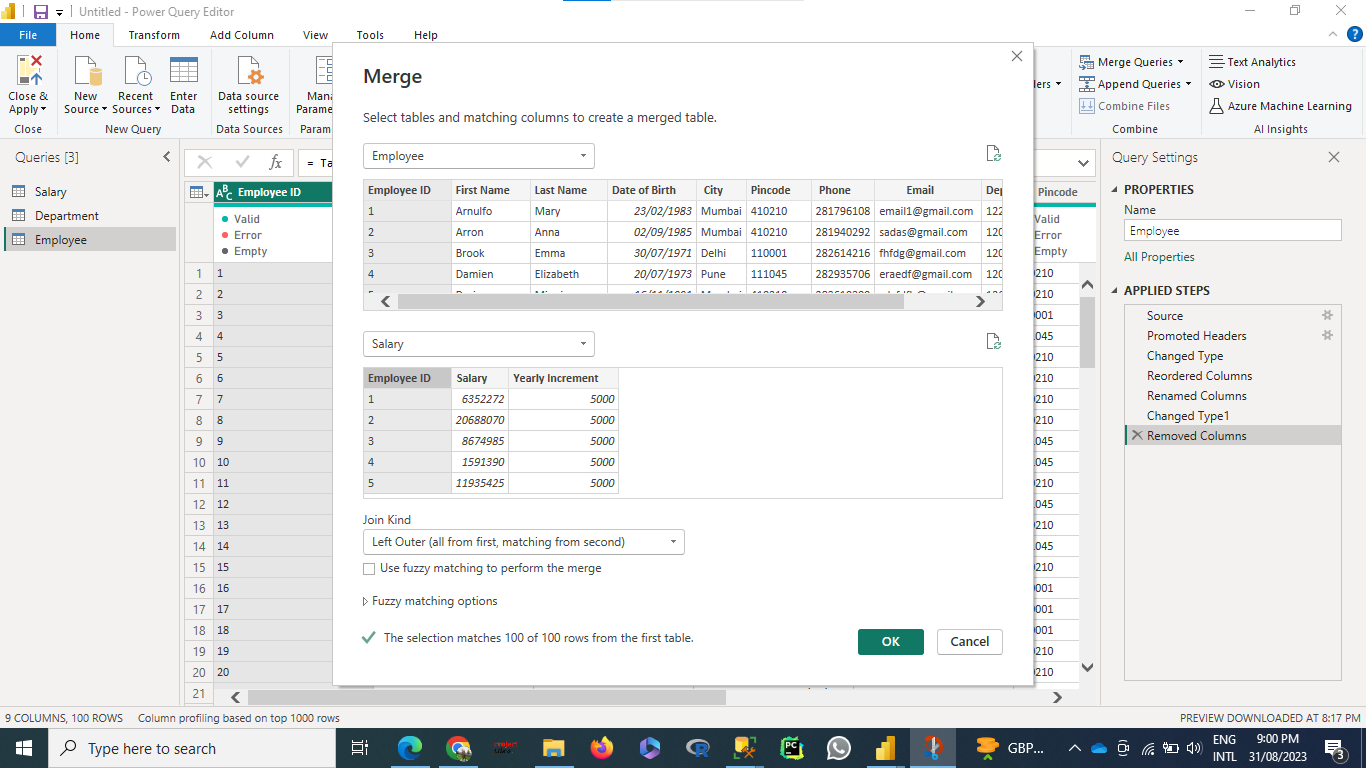 Untitled - Power Query Editor
File Home Transform Add Column View Tools Help
Close & Apply
New Source
Recent Sources
Enter Data
Data source settings
Merge Queries
Append Queries
Combine Files
Text Analytics
Vision
Azure Machine Learning
Close New Query Data Sources Combine AI Insights
Queries [3]
Salary
Department
Employee
fx
Employee ID
Valid
Error
Empty
1 1
2 2
3 3
4 4
5 5
6 6
7 7
8 8
9 9
10 10
11 11
12 12
13 13
14 14
15 15
16 16
17 17
18 18
19 19
20 20
21
Merge
Select tables and matching columns to create a merged table.
Employee
Employee ID First Name Last Name Date of Birth City Pincode Phone Email
1 Arnulfo Mary 23/02/1983 Mumbai 410210 281796108 email1@gmail.com
2 Arron Anna 02/09/1985 Mumbai 410210 281940292 sadas@gmail.com
3 Brook Emma 30/07/1971 Delhi 110001 282614216 fhfdg@gmail.com
4 Damien Elizabeth 20/07/1973 Pune 111045 282935706 eraedf@gmail.com
Salary
Employee ID Salary Yearly Increment
1 6352272 5000
2 20688070 5000
3 8674985 5000
4 1591390 5000
5 11935425 5000
Join Kind
Left Outer (all from first, matching from second)
Use fuzzy matching to perform the merge
Fuzzy matching options
The selection matches 100 of 100 rows from the first table.
OK Cancel
Pincode
Valid
Error
Empty
Query Settings
PROPERTIES
Name
Employee
All Properties
APPLIED STEPS
Source
Promoted Headers
Changed Type
Reordered Columns
Renamed Columns
Changed Type1
Removed Columns
9 COLUMNS, 100 ROWS Column profiling based on top 1000 rows
PREVIEW DOWNLOADED AT 8:17 PM
Type here to search
GBP...
ENG
INTL
9:00 PM
31/08/2023
3